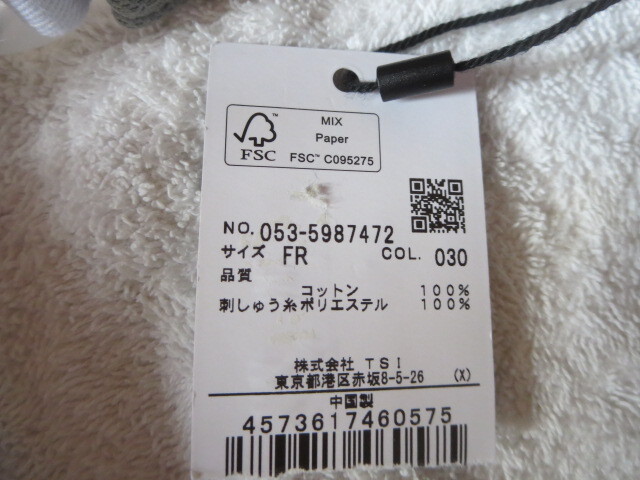 MIX
Paper
FSC™ C095275
FSC
NO. 053-5987472
サイズ FR COL. 030
品質
コットン 100%
刺しゅう糸ポリエステル 100%
株式会社 TSI
東京都港区赤坂8-5-26 (X)
中国製
4573617460575